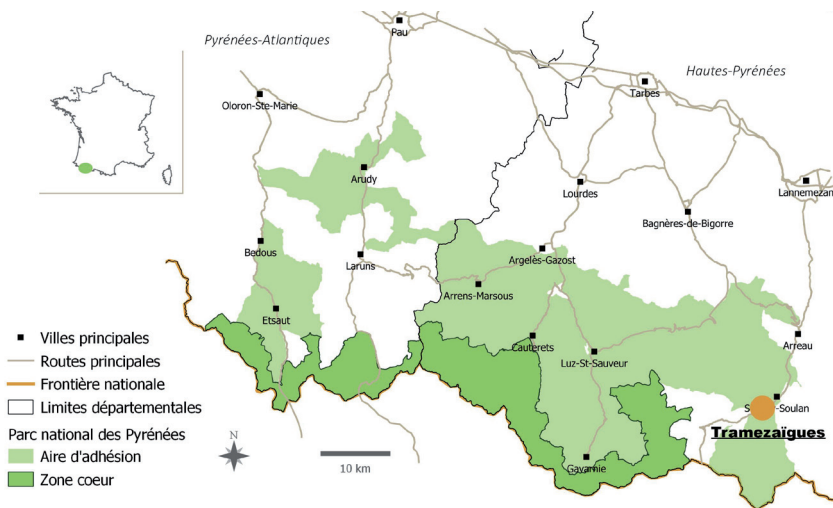 Pyrénées-Atlantiques
Pau
Hautes-Pyrénées
Tarbes
Oloron-Ste-Marie
Arudy
Lourdes
Lannemezan
Bagnères-de-Bigorre
Bedous
Laruns
Argelès-Gazost
Arrens-Marsous
Etsaut
Cauterets
Luz-St-Sauveur
Arreau
-Soulan
Tramezaïgues
Gavarnie
Villes principales
Routes principales
Frontière nationale
Limites départementales
Parc national des Pyrénées
Aire d'adhésion
Zone coeur
N
10 km